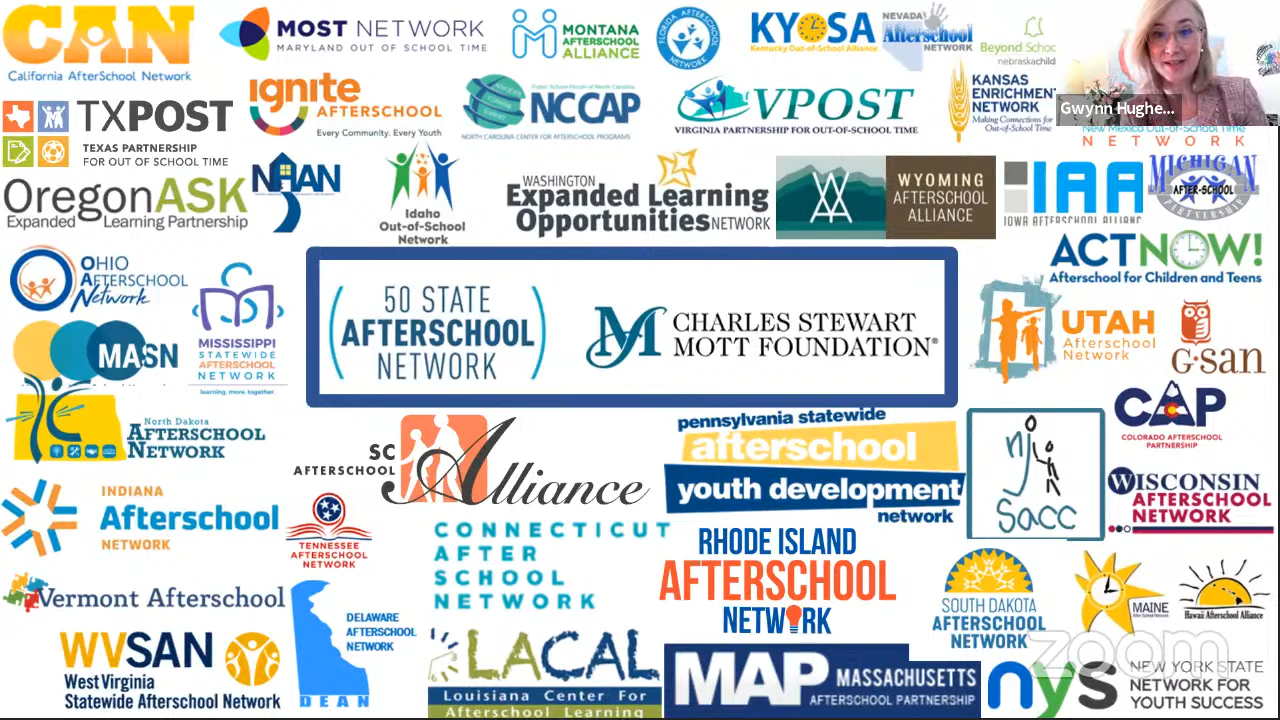 CAN
California AfterSchool Network
MOST NETWORK
MARYLAND OUT OF SCHOOL TIME
MONTANA
AFTERSCHOOL
ALLIANCE
FLORIDA AFTERSCHOOL
NETWORK
KYOSA
Kentucky Out-of-School Alliance
NEVADA
Afterschool
NETWORK
Beyond Schoo
nebraskachild
Gwynn Hughe...
TXPOST
TEXAS PARTNERSHIP
FOR OUT OF SCHOOL TIME
ignite
AFTERSCHOOL
Every Community. Every Youth
NCCAP
NORTH CAROLINA CENTER FOR AFTERSCHOOL PROGRAMS
VPOST
VIRGINIA PARTNERSHIP FOR OUT-OF-SCHOOL TIME
KANSAS
ENRICHMENT
NETWORK
Making Connections for
Out-of-School Time
New Mexico Out-of-School Time
NETWORK
OregonASK
Expanded Learning Partnership
Idaho
Out-of-School
Network
WASHINGTON
Expanded Learning
Opportunities NETWORK
WYOMING
AFTERSCHOOL
ALLIANCE
IAA
IOWA AFTERSCHOOL ALLIANC
MICHIGAN
AFTER-SCHOOL
PARTNERSHIP
ACTNOW!
Afterschool for Children and Teens
OHIO
AFTERSCHOOL
Network
MASN
MISSISSIPPI
STATEWIDE
AFTERSCHOOL
NETWORK
learning. more. together.
50 STATE
AFTERSCHOOL
NETWORK
CHARLES STEWART
MOTT FOUNDATION®
UTAH
Afterschool
Network
G·san
CAP
COLORADO AFTERSCHOOL
PARTNERSHIP
North Dakota
AFTERSCHOOL
NETWORK
SC
AFTERSCHOOL
Alliance
pennsylvania statewide
afterschool
youth development
network
sacc
WISCONSIN
AFTERSCHOOL
NETWORK
INDIANA
Afterschool
NETWORK
TENNESSEE
AFTERSCHOOL
NETWORK
CONNECTICUT
AFTER
SCHOOL
NETWORK
RHODE ISLAND
AFTERSCHOOL
NETWORK
SOUTH DAKOTA
AFTERSCHOOL
NETWORK
MAINE
Hawaii Afterschool Alliance
Vermont Afterschool
WVSAN
West Virginia
Statewide Afterschool Network
DELAWARE
AFTERSCHOOL
NETWORK
DEAN
LACAL
Louisiana Center For
Afterschool Learning
MAP
MASSACHUSETTS
AFTERSCHOOL PARTNERSHIP
zoom
nys
NEW YORK STATE
NETWORK FOR
YOUTH SUCCESS